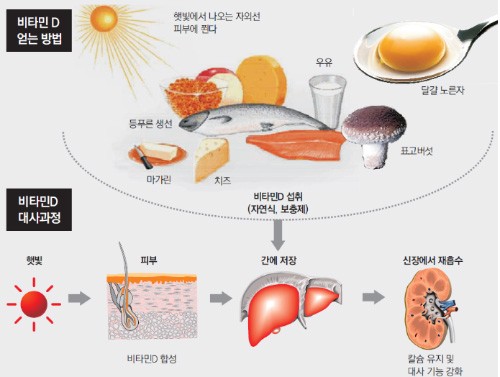 비타민 D
얻는 방법
햇빛에서 나오는 자외선
피부에 쬔다
우유
달걀 노른자
등푸른 생선
표고버섯
마가린
치즈
비타민D 섭취
(자연식, 보충제)
비타민D
대사과정
햇빛
피부
간에 저장
신장에서 재흡수
비타민D 합성
칼슘 유지 및
대사 기능 강화